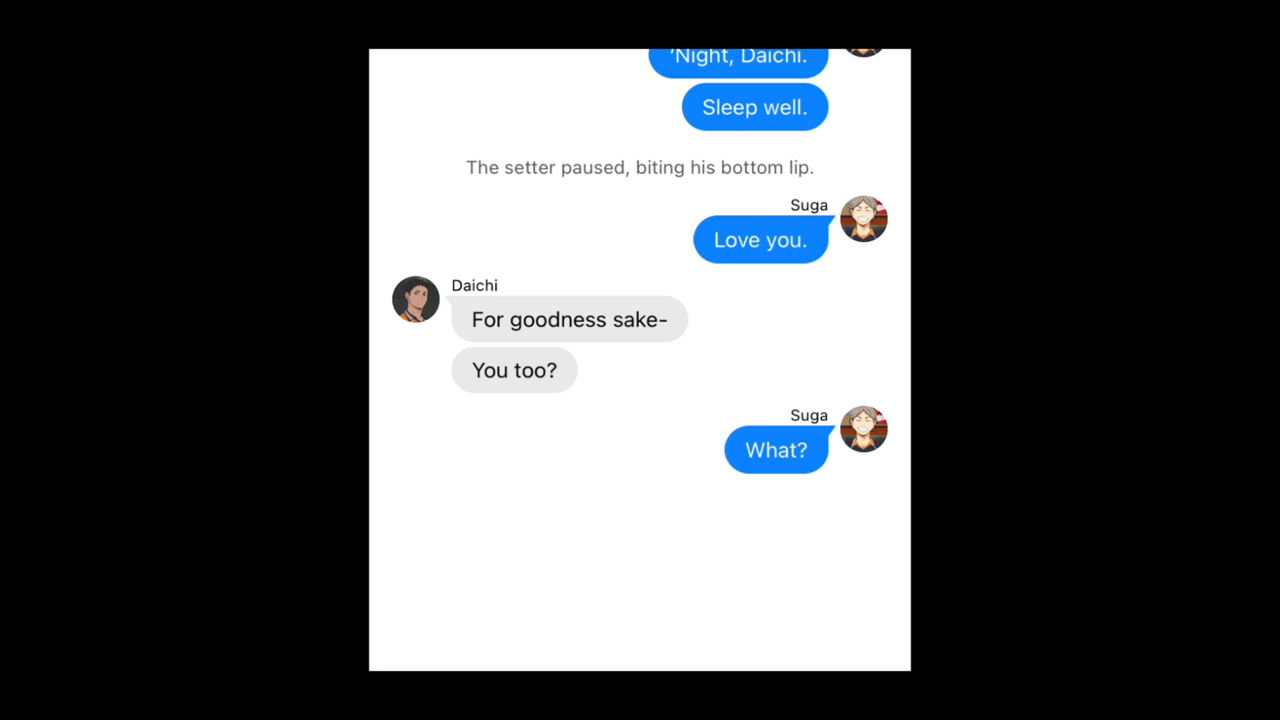 'Night, Daichi.
Sleep well.
The setter paused, biting his bottom lip.
Suga
Love you.
Daichi
For goodness sake-
You too?
Suga
What?